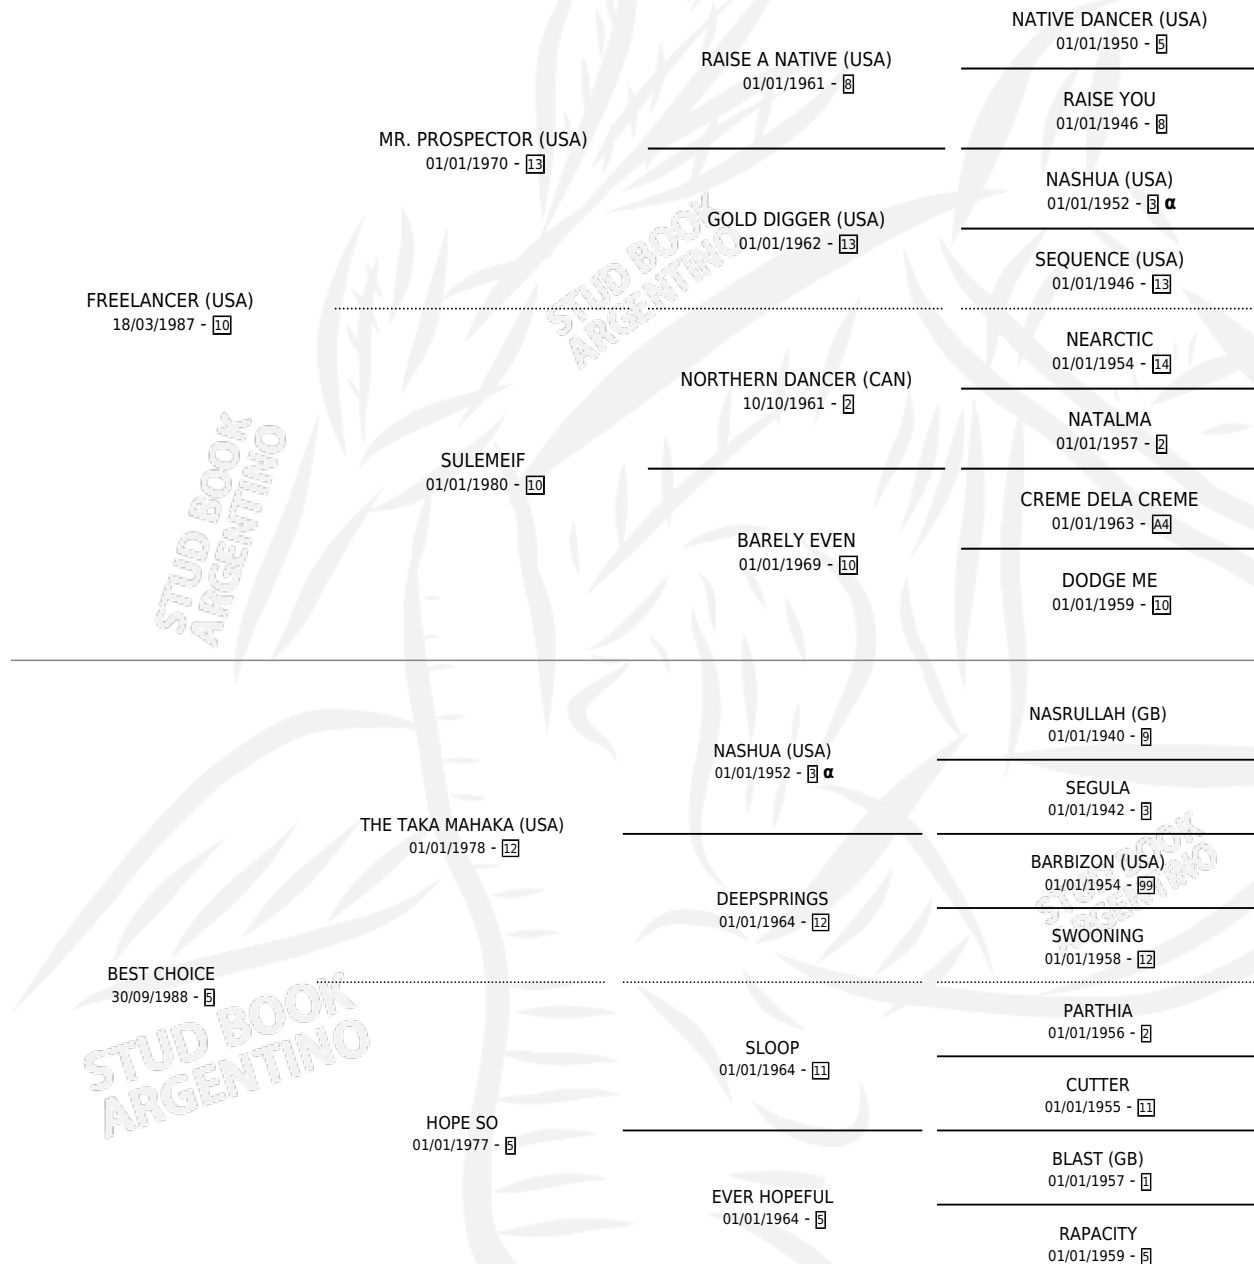 NATIVE DANCER (USA)
01/01/1950 - 5
RAISE A NATIVE (USA)
01/01/1961 - 8
RAISE YOU
01/01/1946 - 8
MR. PROSPECTOR (USA)
01/01/1970 - 13
NASHUA (USA)
01/01/1952 - 3 α
GOLD DIGGER (USA)
01/01/1962 - 13
SEQUENCE (USA)
01/01/1946 - 13
STUD BOOK
ARGENTINO
FREELANCER (USA)
18/03/1987 - 10
NEARCTIC
01/01/1954 - 14
NORTHERN DANCER (CAN)
10/10/1961 - 2
NATALMA
01/01/1957 - 2
SULEMEIF
01/01/1980 - 10
CREME DELA CREME
01/01/1963 - A4
BARELY EVEN
01/01/1969 - 10
DODGE ME
01/01/1959 - 10
STUD BOOK
ARGENTINO
NASRULLAH (GB)
01/01/1940 - 9
NASHUA (USA)
01/01/1952 - 3 α
SEGULA
01/01/1942 - 3
THE TAKA MAHAKA (USA)
01/01/1978 - 12
BARBIZON (USA)
01/01/1954 - 99
DEEPSPRINGS
01/01/1964 - 12
SWOONING
01/01/1958 - 12
STUD BOOK
ARGENTINO
BEST CHOICE
30/09/1988 - 5
PARTHIA
01/01/1956 - 2
SLOOP
01/01/1964 - 11
CUTTER
01/01/1955 - 11
HOPE SO
01/01/1977 - 5
BLAST (GB)
01/01/1957 - 1
EVER HOPEFUL
01/01/1964 - 5
RAPACITY
01/01/1959 - 5
STUD BOOK
ARGENTINO